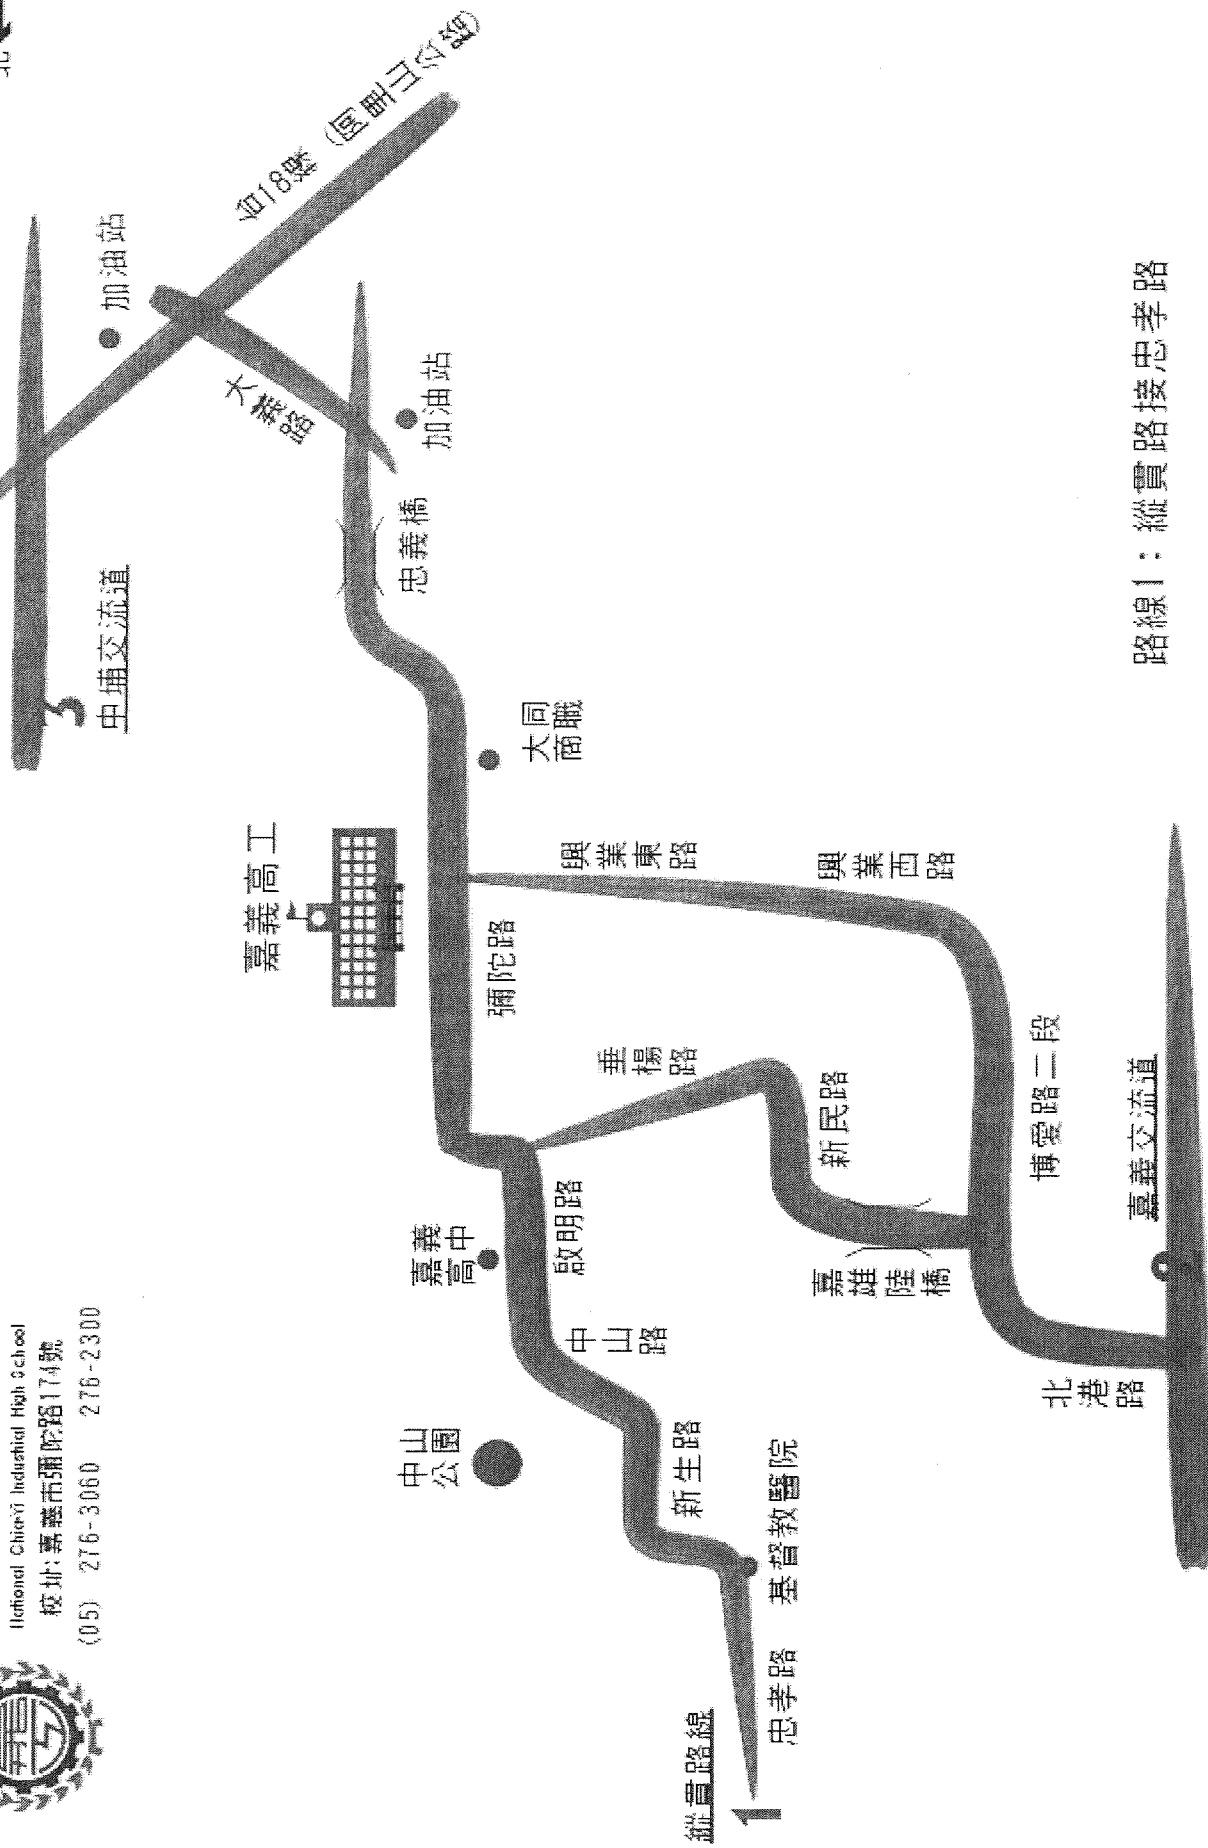 National Chia-Yi Industrial High School
校址:嘉義市彌陀路174號
(05) 276-3060 276-2300
北
台18線 (阿里山公路)
加油站
大義路
加油站
忠義橋
中埔交流道
3
大同
商職
嘉義高工
彌陀路
興業東路
興業西路
垂楊路
新民路
嘉義
高中
啟明路
中山路
嘉雄陸橋
博愛路二段
嘉義交流道
北港路
中山
公園
新生路
基督教醫院
忠孝路
縱貫路線
1
路線1:縱貫路接忠孝路